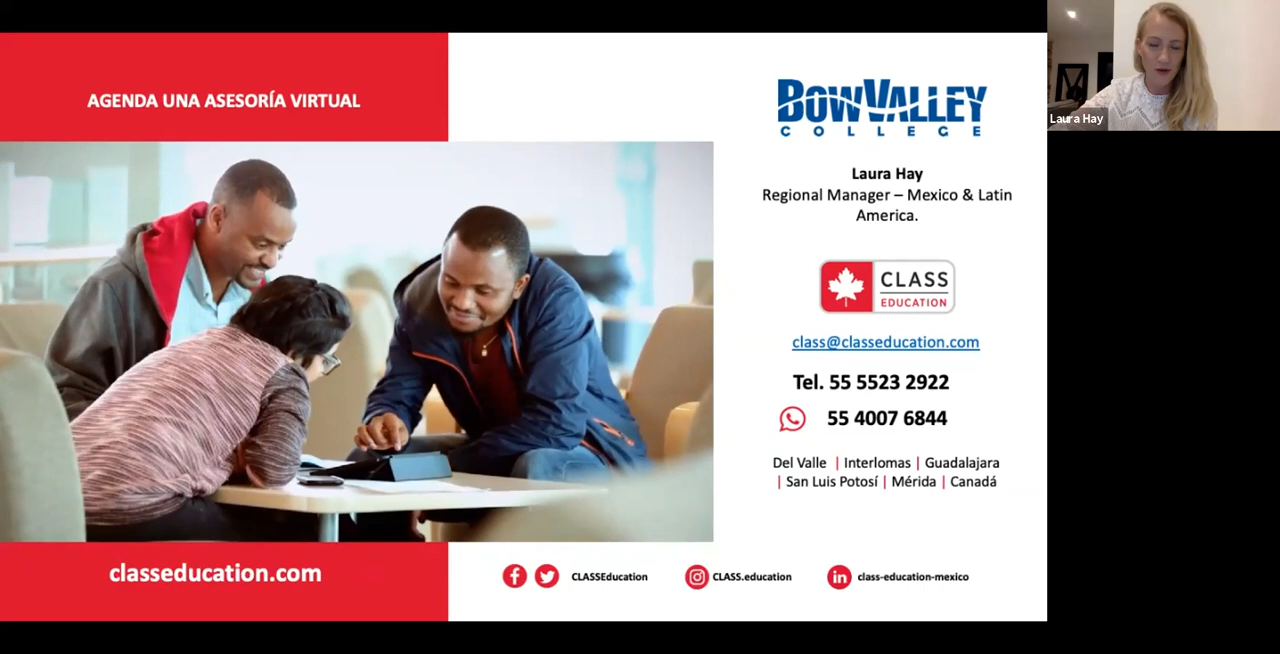 AGENDA UNA ASESORÍA VIRTUAL
BOWVALLEY
COLLEGE
Laura Hay
Laura Hay
Regional Manager – Mexico & Latin
America.
CLASS
EDUCATION
class@classeducation.com
Tel. 55 5523 2922
55 4007 6844
Del Valle | Interlomas | Guadalajara
| San Luis Potosí | Mérida | Canadá
classeducation.com
CLASSEducation
CLASS.education
in
class-education-mexico